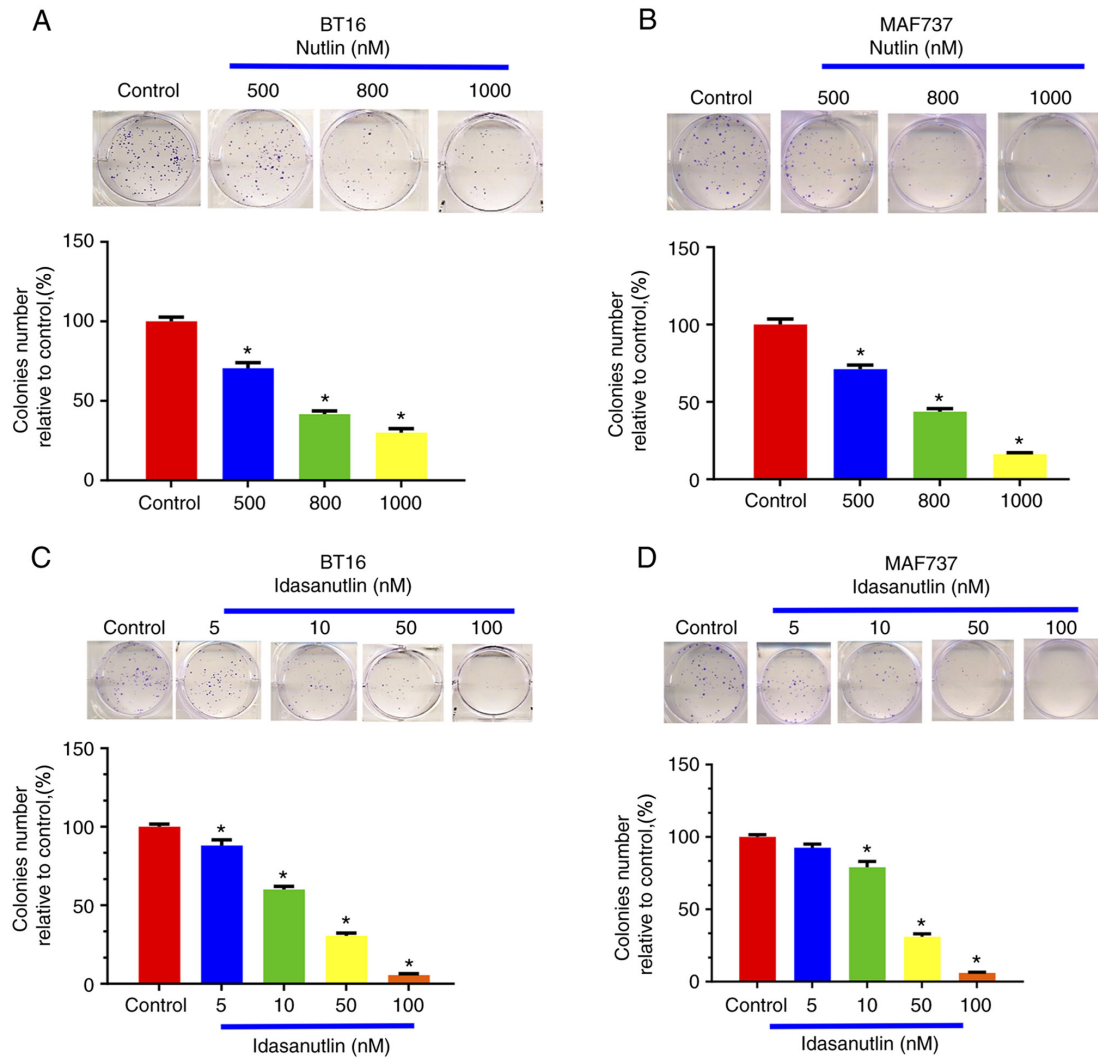 A
BT16
Nutlin (nM)
Control 500 800 1000
150
100
50
0
Colonies number
relative to control,(%)
* * *
Control 500 800 1000
B
MAF737
Nutlin (nM)
Control 500 800 1000
150
100
50
0
Colonies number
relative to control,(%)
* * *
Control 500 800 1000
C
BT16
Idasanutlin (nM)
Control 5 10 50 100
150
100
50
0
Colonies number
relative to control,(%)
* * * *
Control 5 10 50 100
Idasanutlin (nM)
D
MAF737
Idasanutlin (nM)
Control 5 10 50 100
150
100
50
0
Colonies number
relative to control,(%)
* * *
Control 5 10 50 100
Idasanutlin (nM)